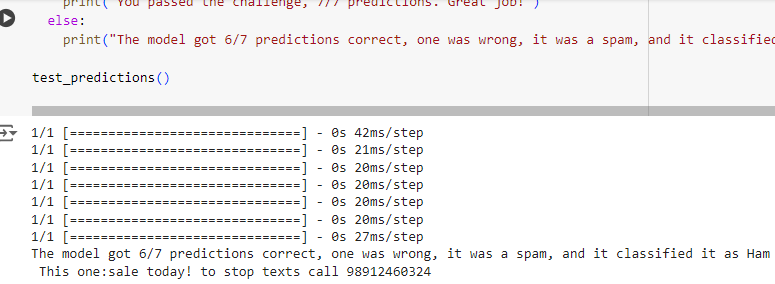 print("You passed the challenge, 7/7 predictions. Great job!")
else:
print("The model got 6/7 predictions correct, one was wrong, it was a spam, and it classified
test_predictions()
1/1 [==============================] - 0s 42ms/step
1/1 [==============================] - 0s 21ms/step
1/1 [==============================] - 0s 20ms/step
1/1 [==============================] - 0s 20ms/step
1/1 [==============================] - 0s 20ms/step
1/1 [==============================] - 0s 20ms/step
1/1 [==============================] - 0s 27ms/step
The model got 6/7 predictions correct, one was wrong, it was a spam, and it classified it as Ham
This one:sale today! to stop texts call 98912460324